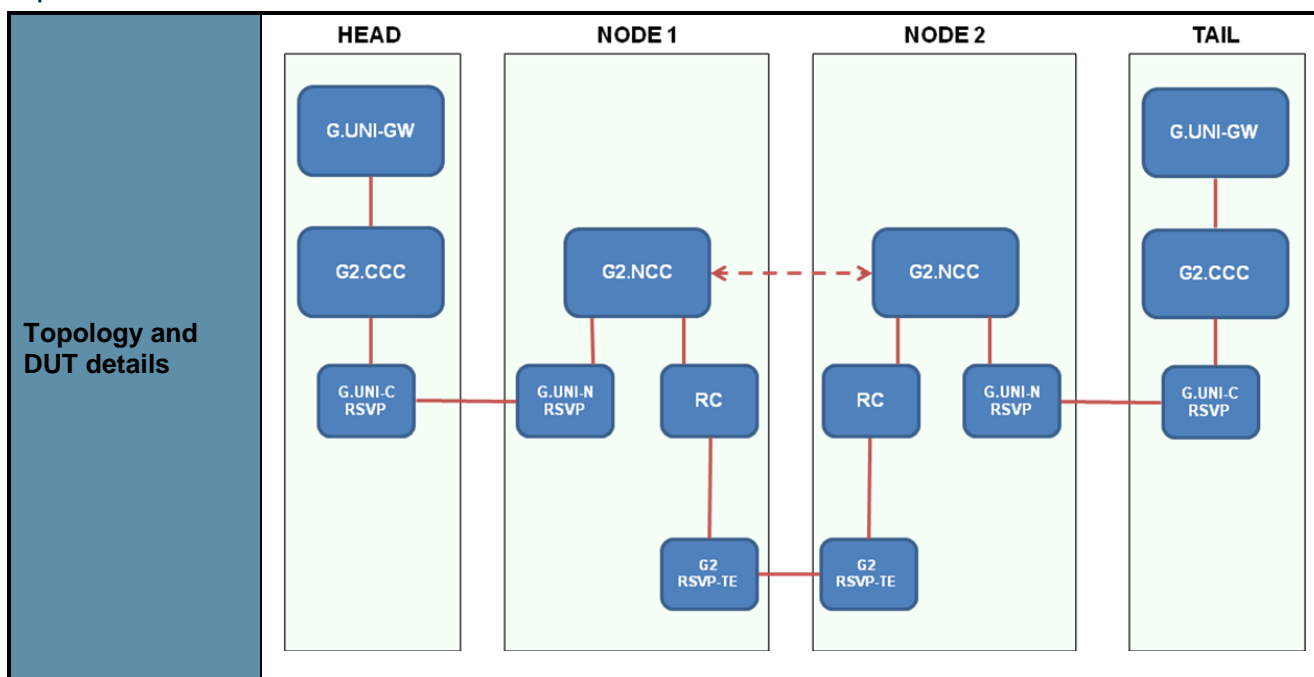 HEAD
NODE 1
NODE 2
TAIL
G.UNI-GW
G.UNI-GW
G2.CCC
G2.NCC
G2.NCC
G2.CCC
Topology and
DUT details
G.UNI-C
RSVP
G.UNI-N
RSVP
RC
RC
G.UNI-N
RSVP
G.UNI-C
RSVP
G2
RSVP-TE
G2
RSVP-TE